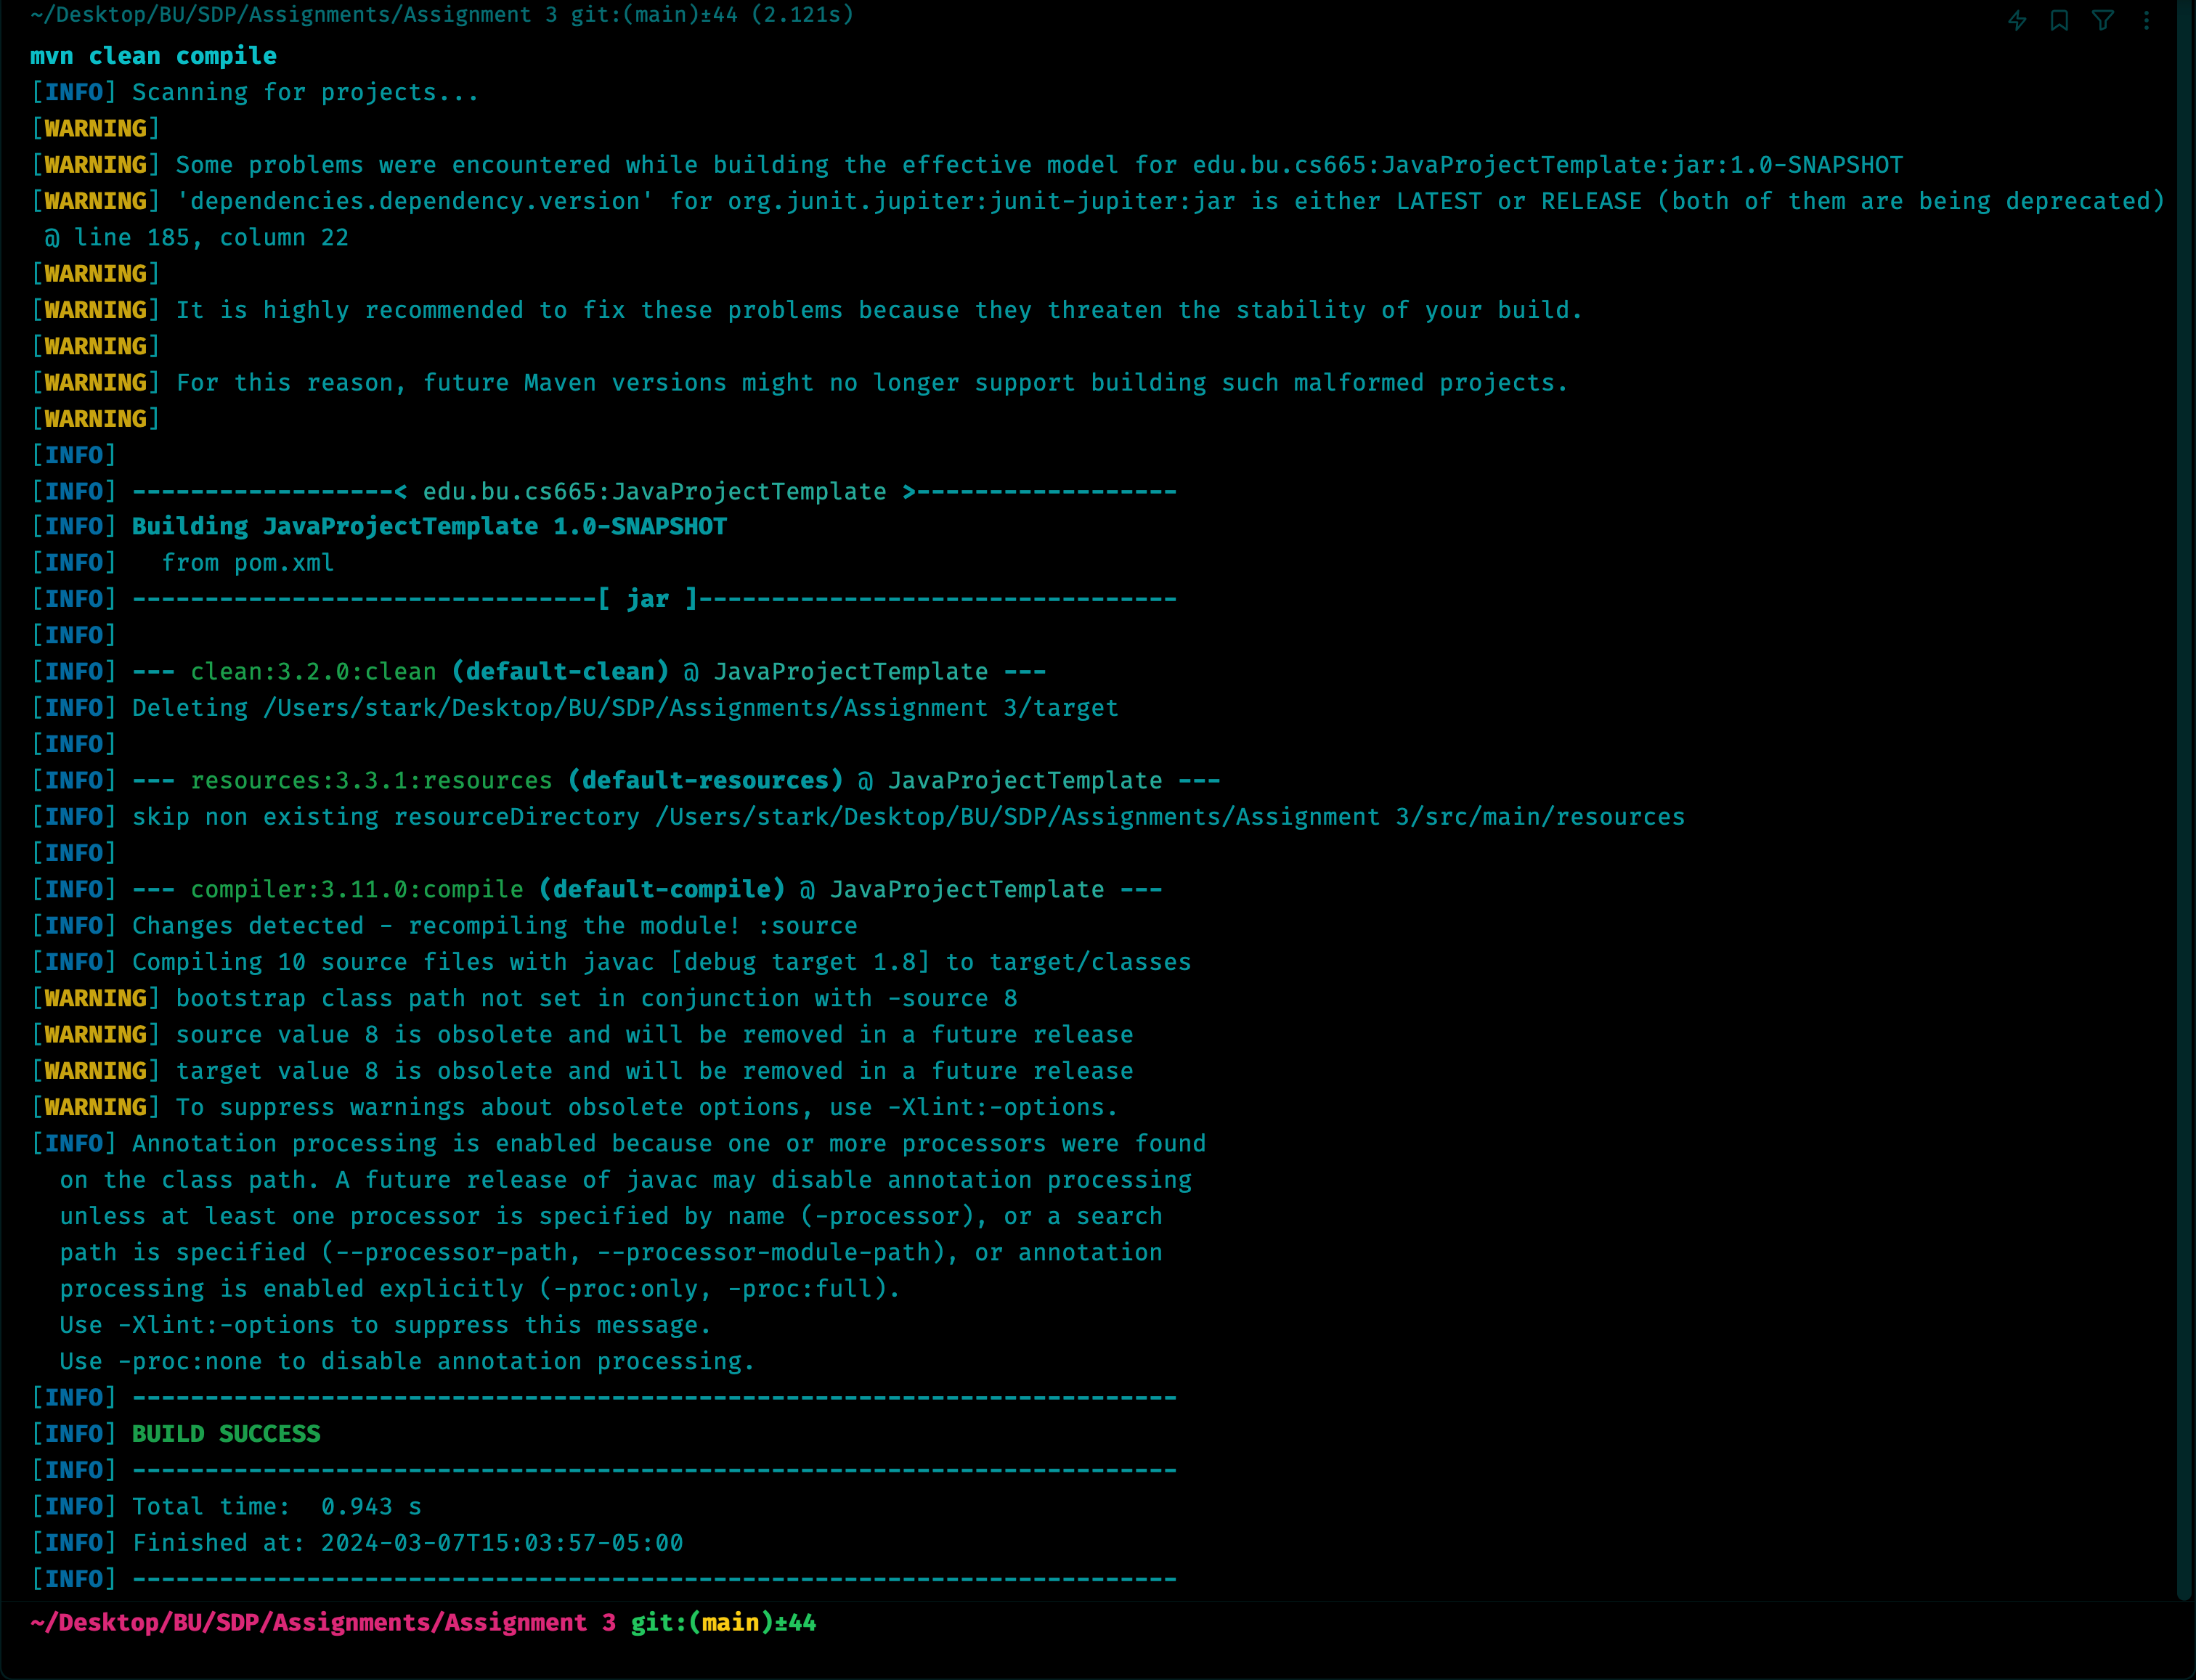 ~/Desktop/BU/SDP/Assignments/Assignment 3 git:(main)±44 (2.121s)
mvn clean compile
[INFO] Scanning for projects...
[WARNING]
[WARNING] Some problems were encountered while building the effective model for edu.bu.cs665:JavaProjectTemplate:jar:1.0-SNAPSHOT
[WARNING] 'dependencies.dependency.version' for org.junit.jupiter:junit-jupiter:jar is either LATEST or RELEASE (both of them are being deprecated)
@ line 185, column 22
[WARNING]
[WARNING] It is highly recommended to fix these problems because they threaten the stability of your build.
[WARNING]
[WARNING] For this reason, future Maven versions might no longer support building such malformed projects.
[WARNING]
[INFO]
[INFO] ------------------< edu.bu.cs665:JavaProjectTemplate >------------------
[INFO] Building JavaProjectTemplate 1.0-SNAPSHOT
[INFO]   from pom.xml
[INFO] --------------------------------[ jar ]---------------------------------
[INFO]
[INFO] --- clean:3.2.0:clean (default-clean) @ JavaProjectTemplate ---
[INFO] Deleting /Users/stark/Desktop/BU/SDP/Assignments/Assignment 3/target
[INFO]
[INFO] --- resources:3.3.1:resources (default-resources) @ JavaProjectTemplate ---
[INFO] skip non existing resourceDirectory /Users/stark/Desktop/BU/SDP/Assignments/Assignment 3/src/main/resources
[INFO]
[INFO] --- compiler:3.11.0:compile (default-compile) @ JavaProjectTemplate ---
[INFO] Changes detected - recompiling the module! :source
[INFO] Compiling 10 source files with javac [debug target 1.8] to target/classes
[WARNING] bootstrap class path not set in conjunction with -source 8
[WARNING] source value 8 is obsolete and will be removed in a future release
[WARNING] target value 8 is obsolete and will be removed in a future release
[WARNING] To suppress warnings about obsolete options, use -Xlint:-options.
[INFO] Annotation processing is enabled because one or more processors were found
  on the class path. A future release of javac may disable annotation processing
  unless at least one processor is specified by name (-processor), or a search
  path is specified (--processor-path, --processor-module-path), or annotation
  processing is enabled explicitly (-proc:only, -proc:full).
  Use -Xlint:-options to suppress this message.
  Use -proc:none to disable annotation processing.
[INFO] ------------------------------------------------------------------------
[INFO] BUILD SUCCESS
[INFO] ------------------------------------------------------------------------
[INFO] Total time:  0.943 s
[INFO] Finished at: 2024-03-07T15:03:57-05:00
[INFO] ------------------------------------------------------------------------
~/Desktop/BU/SDP/Assignments/Assignment 3 git:(main)±44